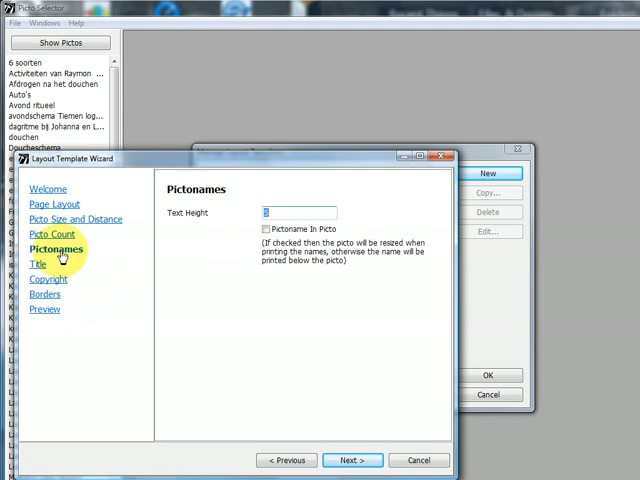 Picto Selector
File Windows Help
Show Pictos
6 soorten
Activiteiten van Raymon ...
Afdrogen na het douchen
Auto's
Avond ritueel
avondschema Tiemen log...
dagritme bij Johanna en L...
douchen
Doucheschema
Layout Template Wizard
Welcome
Page Layout
Picto Size and Distance
Picto Count
Pictonames
Title
Copyright
Borders
Preview
Pictonames
Text Height
5
Pictoname In Picto
(If checked then the picto will be resized when
printing the names, otherwise the name will be
printed below the picto)
< Previous
Next >
Cancel
New
Copy...
Delete
Edit...
OK
Cancel